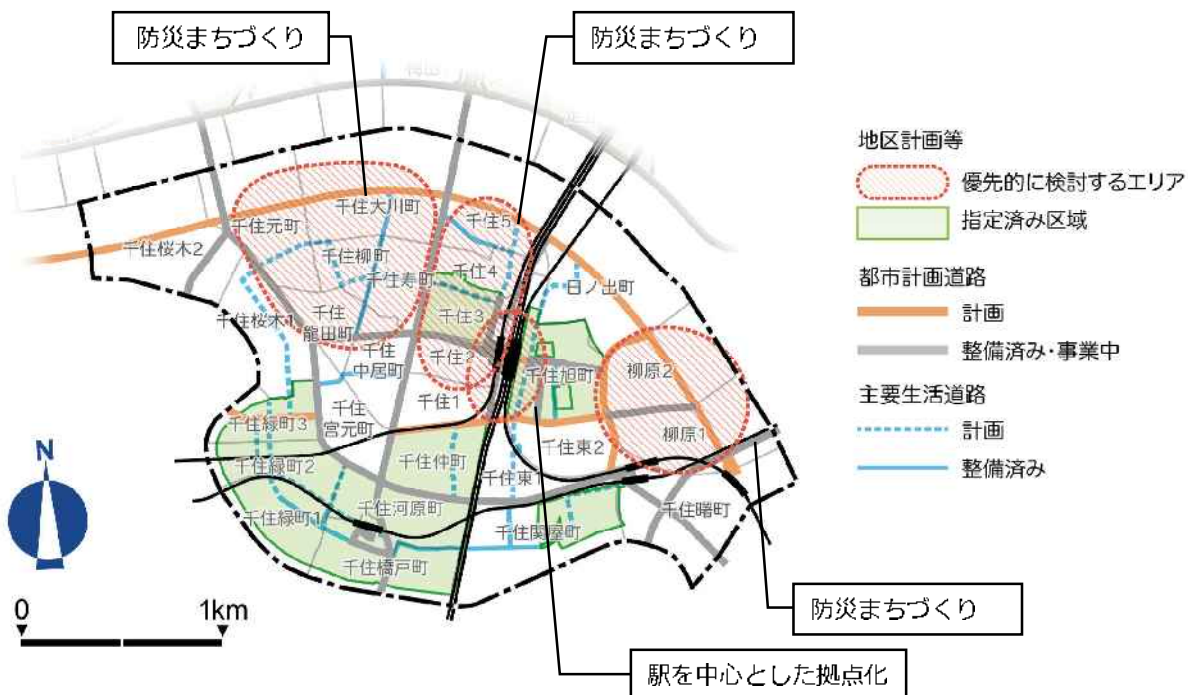 防災まちづくり
防災まちづくり
地区計画等
優先的に検討するエリア
指定済み区域
都市計画道路
計画
整備済み・事業中
主要生活道路
計画
整備済み
千住大川町
千住5
千住元町
千住桜木2
千住柳町
千住寿町
千住4
日ノ出町
千住桜木1
千住
龍田町
千住3
千住2
千住
中居町
千住旭町
柳原2
千住1
千住
宮元町
千住緑町3
柳原1
千住東2
千住仲町
千住緑町2
千住東1
千住緑町1
千住河原町
千住関屋町
千住曙町
千住橋戸町
N
0
1km
防災まちづくり
駅を中心とした拠点化